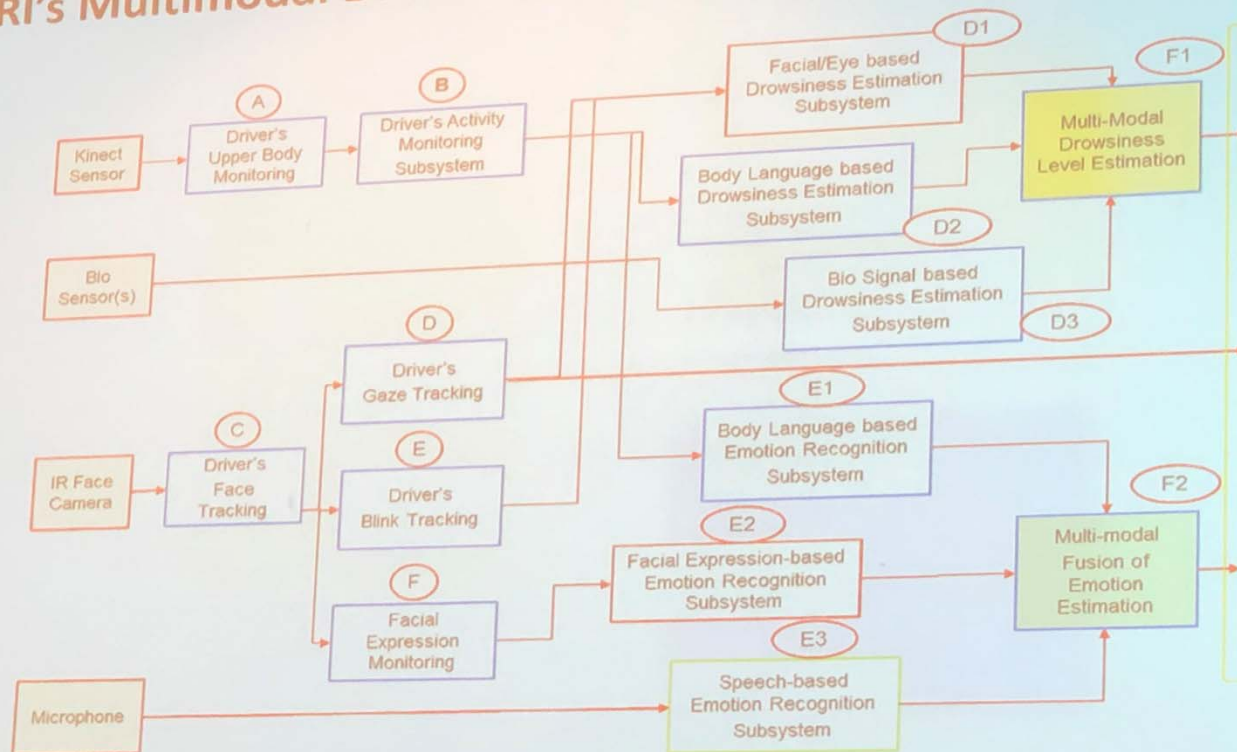 RI's Multimodal
D1
F1
Facial/Eye based
Drowsiness Estimation
Subsystem
B
A
Driver's Activity
Monitoring
Subsystem
Driver's
Upper Body
Monitoring
Kinect
Sensor
Multi-Modal
Drowsiness
Level Estimation
Body Language based
Drowsiness Estimation
Subsystem
D2
Bio
Sensor(s)
Bio Signal based
Drowsiness Estimation
Subsystem
D3
D
Driver's
Gaze Tracking
E1
Body Language based
Emotion Recognition
Subsystem
C
Driver's
Face
Tracking
IR Face
Camera
E
Driver's
Blink Tracking
F2
E2
Facial Expression-based
Emotion Recognition
Subsystem
Multi-modal
Fusion of
Emotion
Estimation
F
Facial
Expression
Monitoring
E3
Speech-based
Emotion Recognition
Subsystem
Microphone